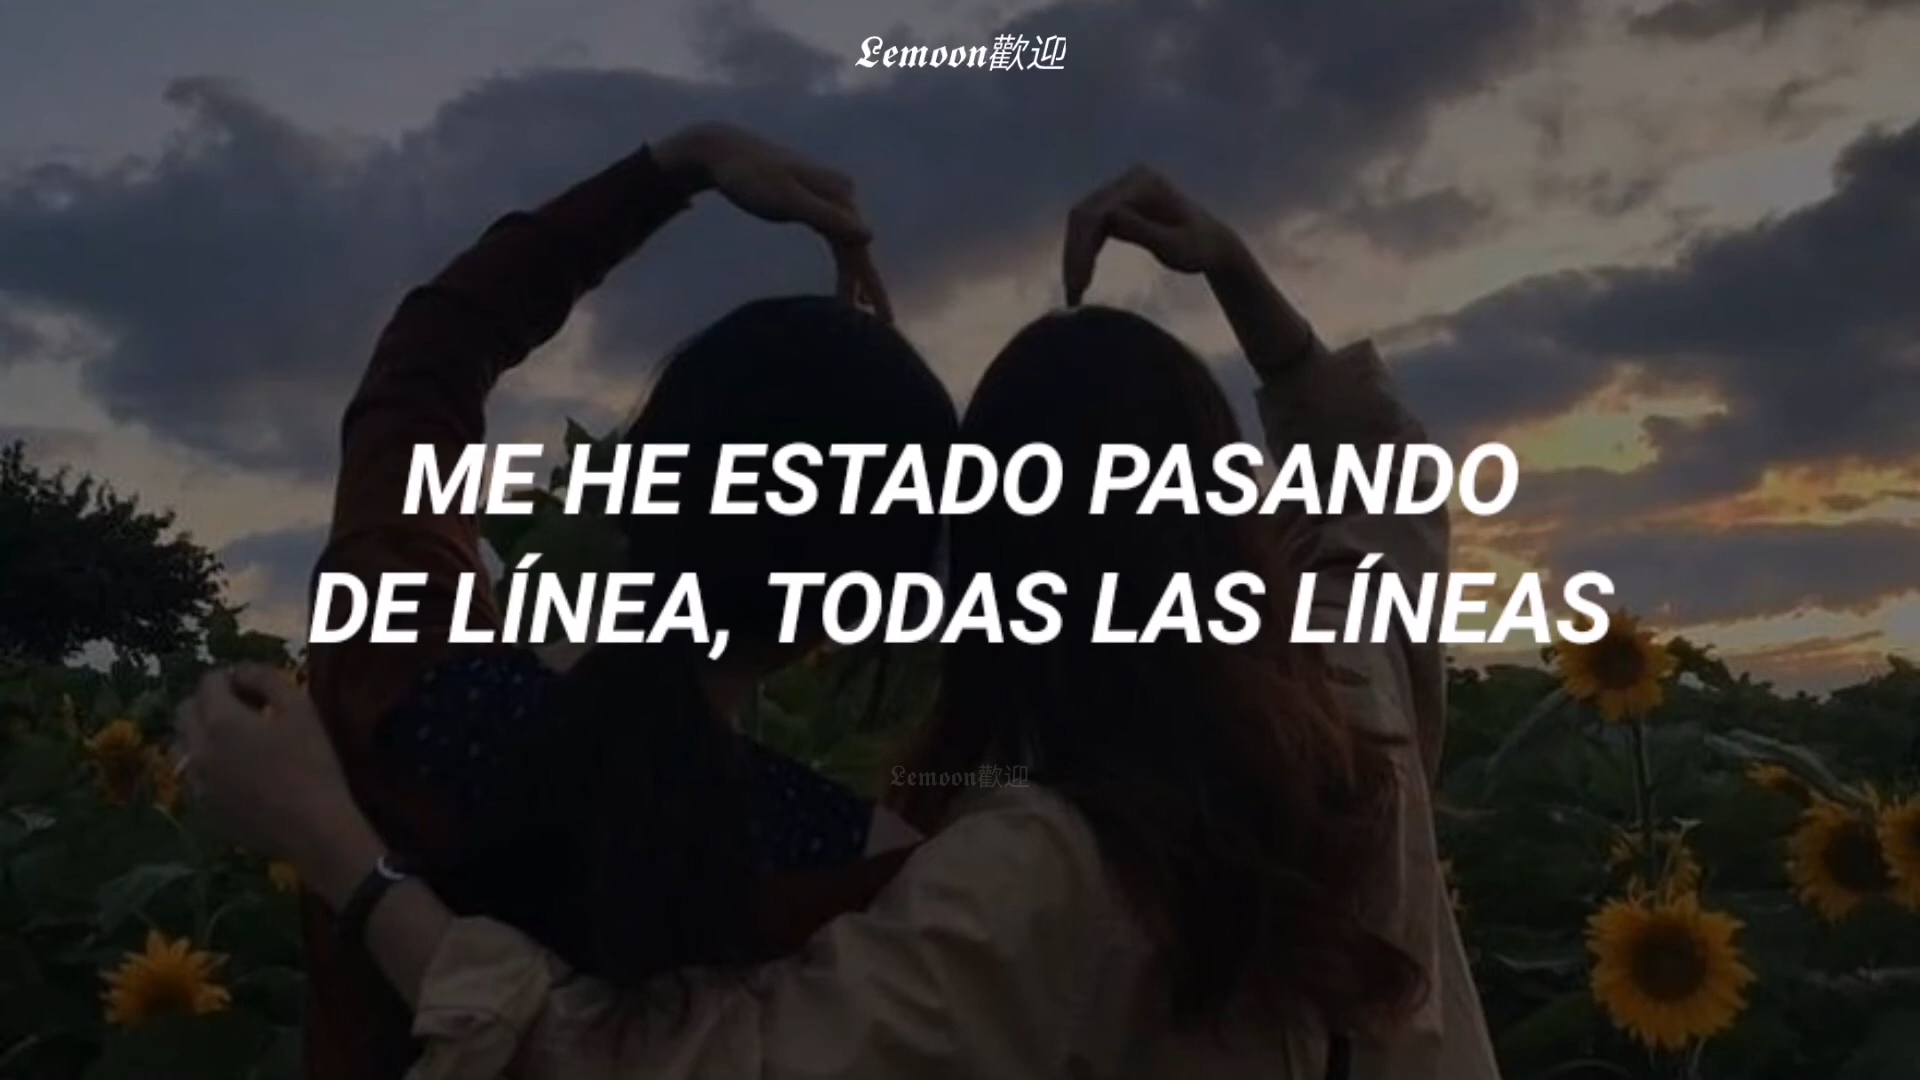 Lemoon歡迎
ME HE ESTADO PASANDO
DE LÍNEA, TODAS LAS LÍNEAS
Lemoon歡迎